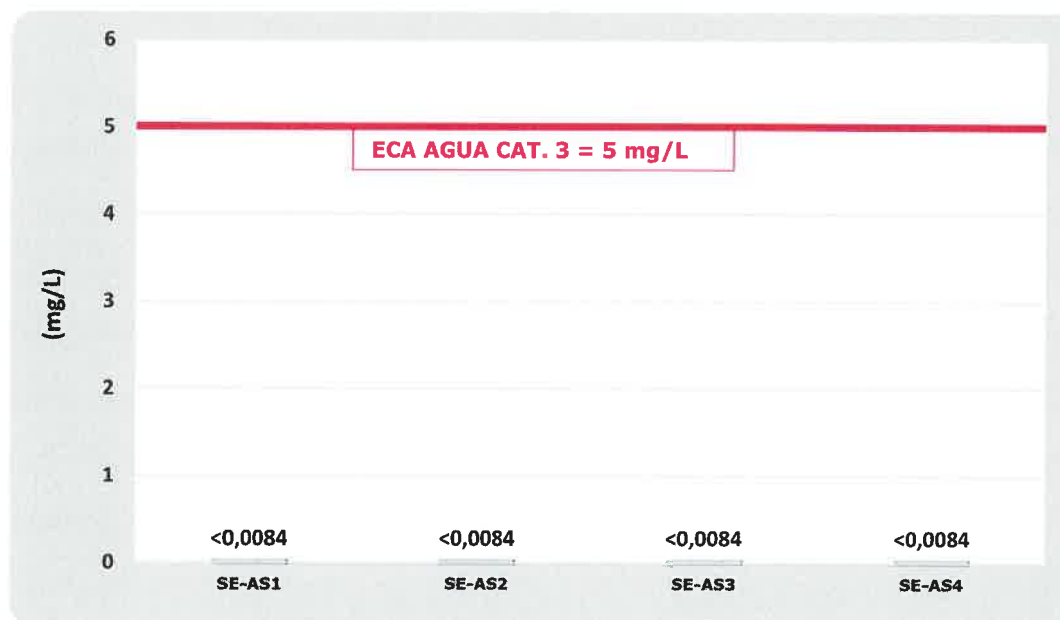 6
5
ECA AGUA CAT. 3 = 5 mg/L
4
(mg/L)
3
2
1
<0,0084 <0,0084 <0,0084 <0,0084
0
SE-AS1 SE-AS2 SE-AS3 SE-AS4